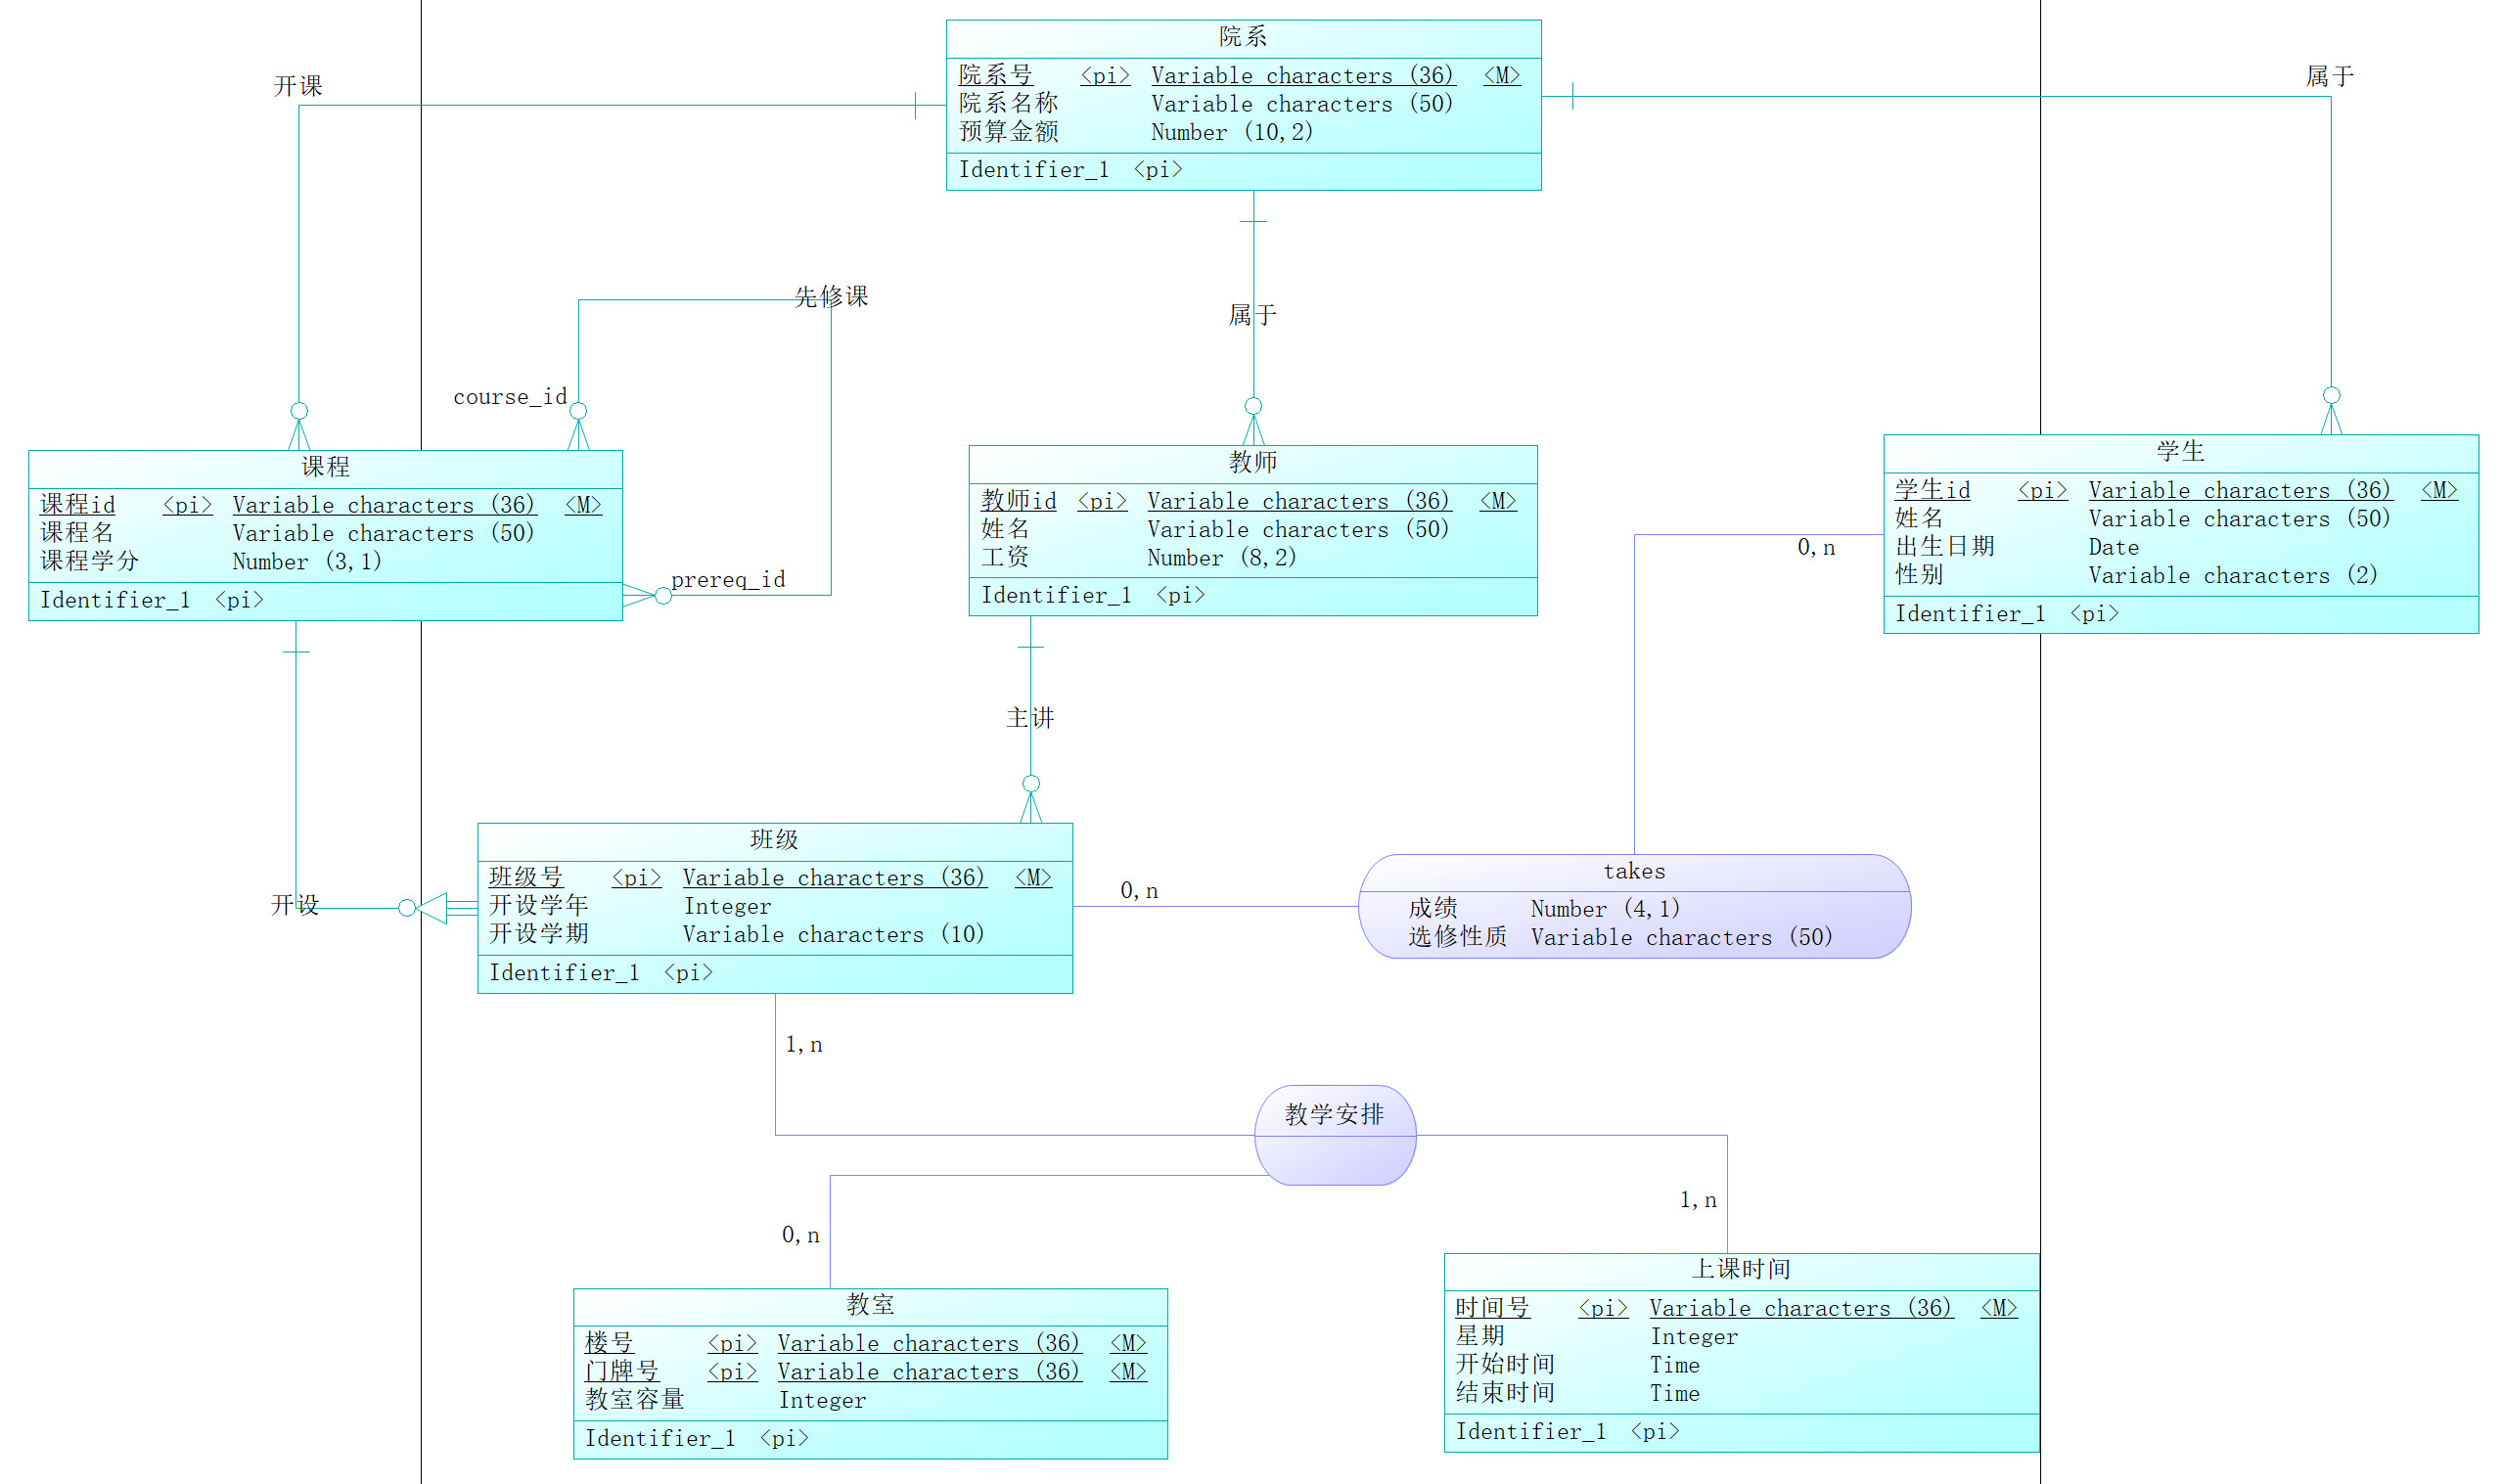 院系
院系号 <pi> Variable characters (36) <M>
院系名称 Variable characters (50)
预算金额 Number (10,2)
Identifier_1 <pi>
开课
属于
先修课
属于
course_id
prereq_id
课程
课程id <pi> Variable characters (36) <M>
课程名 Variable characters (50)
课程学分 Number (3,1)
Identifier_1 <pi>
教师
教师id <pi> Variable characters (36) <M>
姓名 Variable characters (50)
工资 Number (8,2)
Identifier_1 <pi>
学生
学生id <pi> Variable characters (36) <M>
姓名 Variable characters (50)
出生日期 Date
性别 Variable characters (2)
Identifier_1 <pi>
0,n
主讲
开设
班级
班级号 <pi> Variable characters (36) <M>
开设学年 Integer
开设学期 Variable characters (10)
Identifier_1 <pi>
0,n
takes
成绩 Number (4,1)
选修性质 Variable characters (50)
1,n
教学安排
0,n
1,n
教室
楼号 <pi> Variable characters (36) <M>
门牌号 <pi> Variable characters (36) <M>
教室容量 Integer
Identifier_1 <pi>
上课时间
时间号 <pi> Variable characters (36) <M>
星期 Integer
开始时间 Time
结束时间 Time
Identifier_1 <pi>